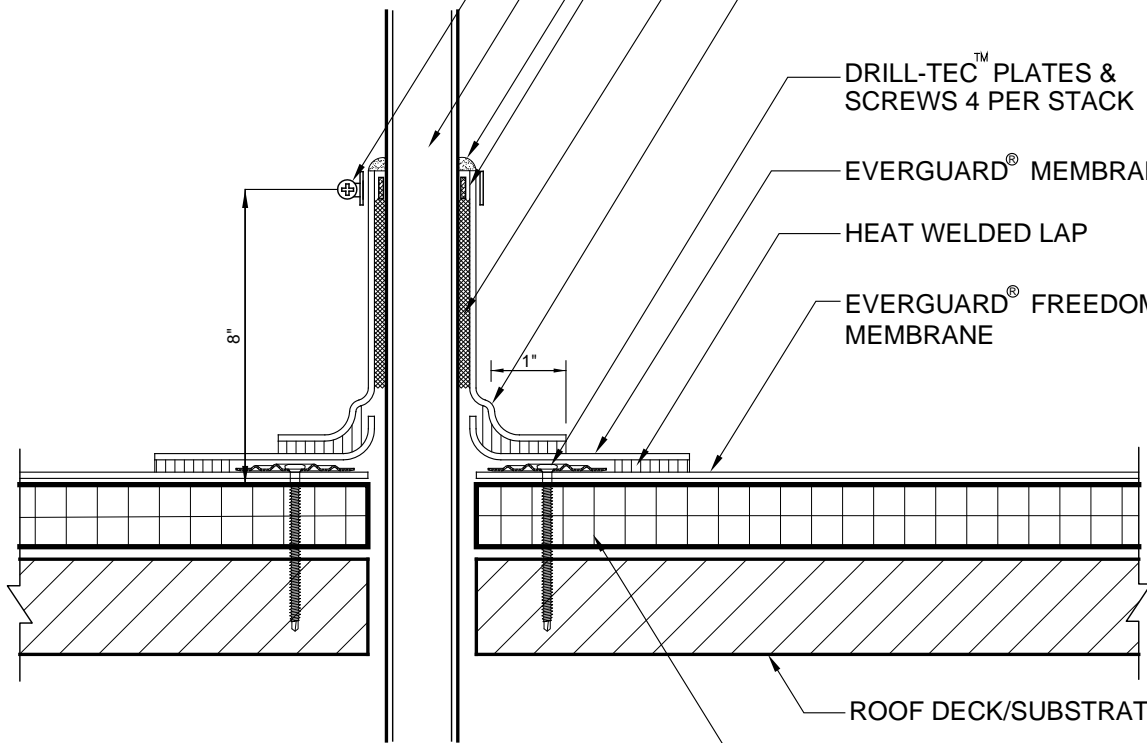 DRILL-TEC™ PLATES &
SCREWS 4 PER STACK
EVERGUARD® MEMBRA
HEAT WELDED LAP
EVERGUARD® FREEDOM
MEMBRANE
8"
1"
ROOF DECK/SUBSTRAT